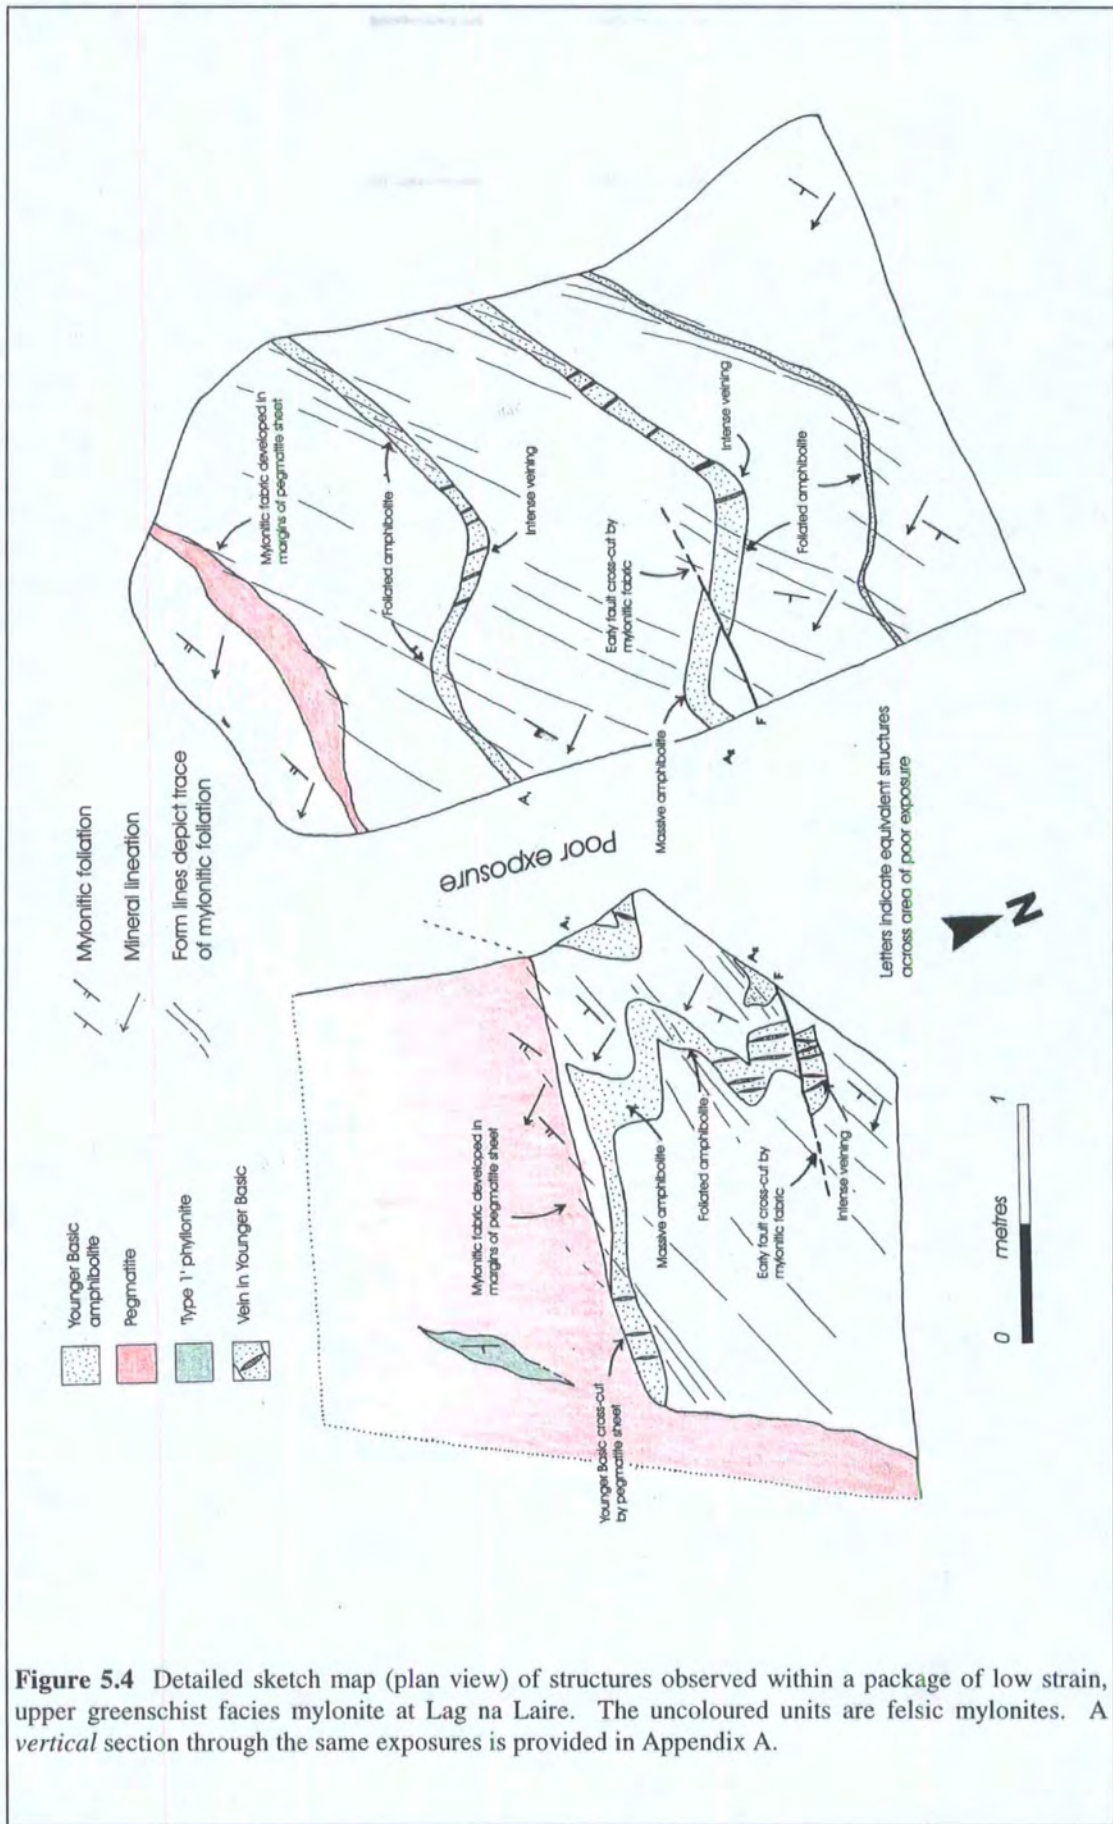 Younger Basic
amphibolite
Pegmatite
Type 1' phyllonite
Vein in Younger Basic
Mylonitic foliation
Mineral lineation
Form lines depict trace
of mylonitic foliation
Younger Basic cross-cut
by pegmatite sheet
Mylonitic fabric developed in
margins of pegmatite sheet
Massive amphibolite
Foliated amphibolite
Early fault cross-cut by
mylonitic fabric
Intense veining
A₁
A₂
F
Poor exposure
Mylonitic fabric developed in
margins of pegmatite sheet
Foliated amphibolite
Intense veining
A₁
Massive amphibolite
A₂
F
Early fault cross-cut by
mylonitic fabric
Intense veining
Foliated amphibolite
Letters indicate equivalent structures
across area of poor exposure
N
0 metres 1
Figure 5.4 Detailed sketch map (plan view) of structures observed within a package of low strain,
upper greenschist facies mylonite at Lag na Laire. The uncoloured units are felsic mylonites. A
vertical section through the same exposures is provided in Appendix A.